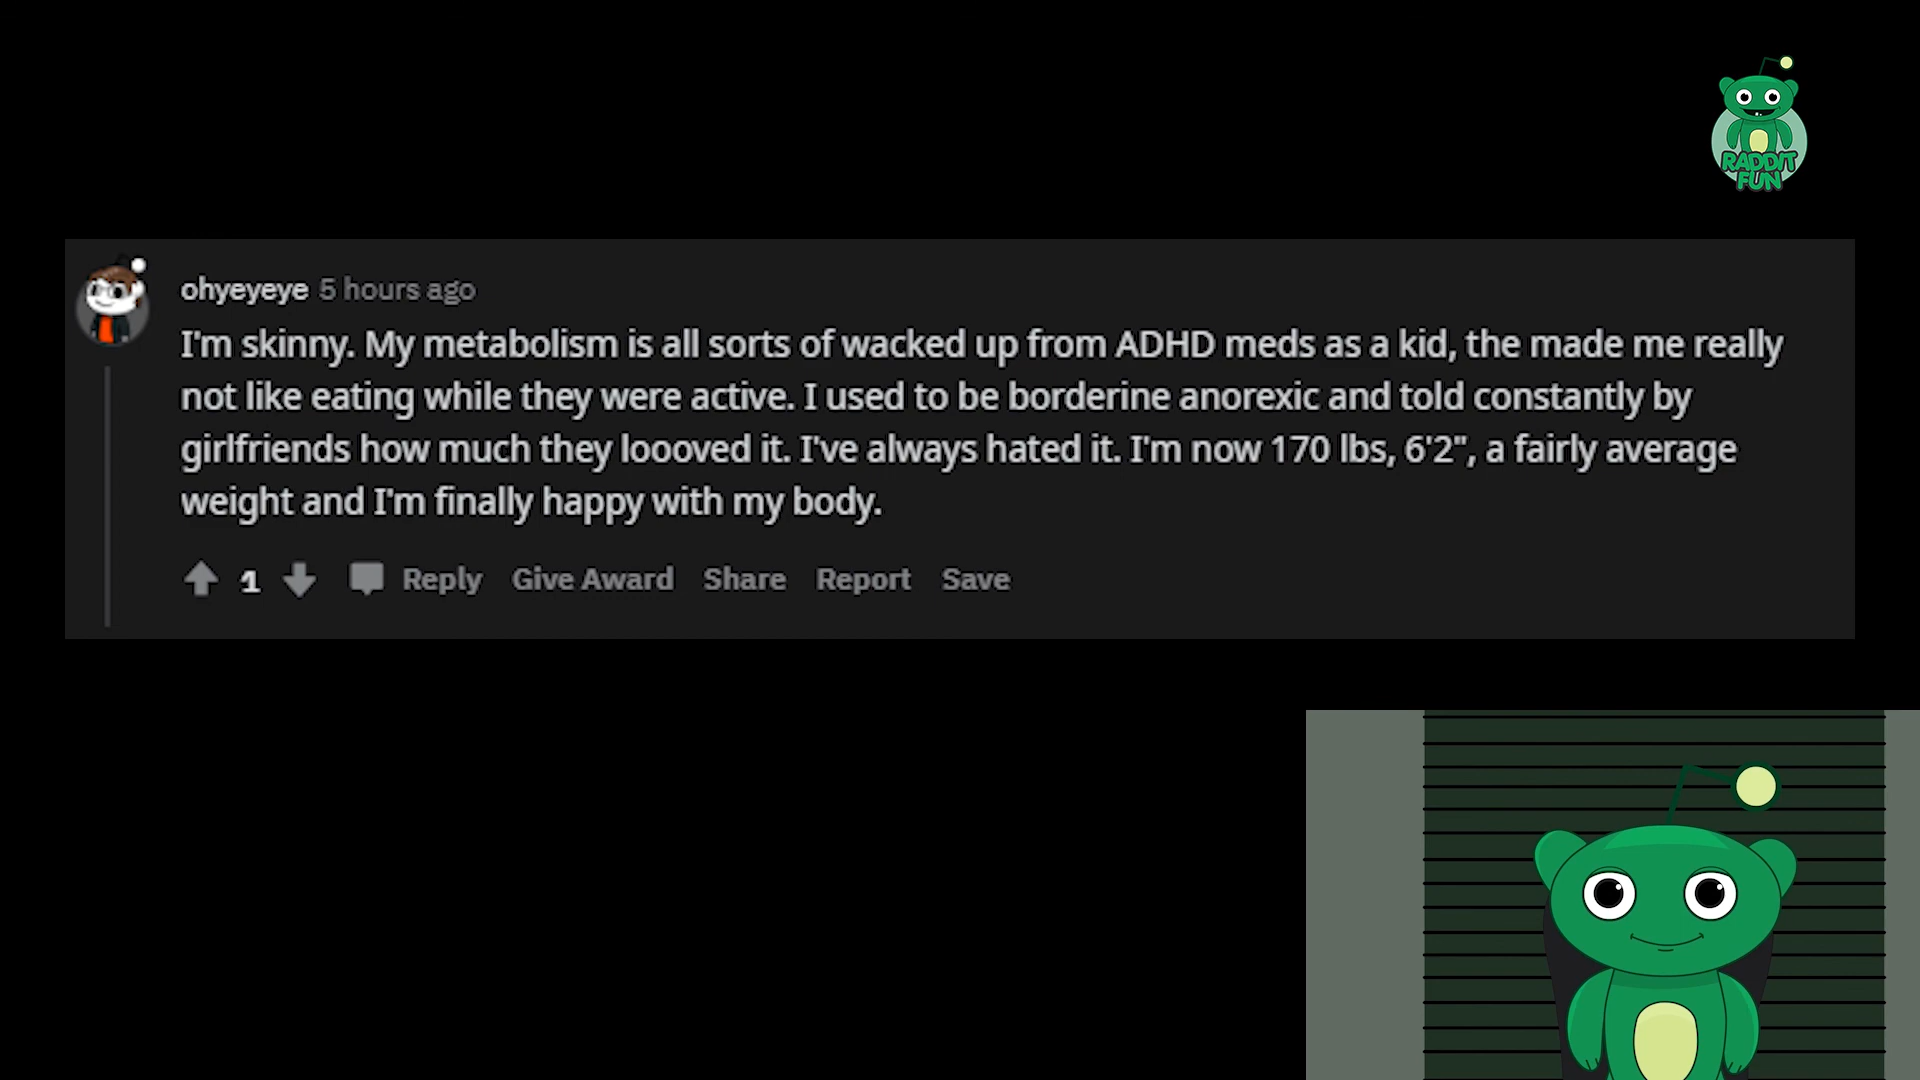 RADDIT
FUN
ohyeyeye 5 hours ago
I'm skinny. My metabolism is all sorts of wacked up from ADHD meds as a kid, the made me really
not like eating while they were active. I used to be borderine anorexic and told constantly by
girlfriends how much they loooved it. I've always hated it. I'm now 170 lbs, 6'2", a fairly average
weight and I'm finally happy with my body.
1 Reply Give Award Share Report Save